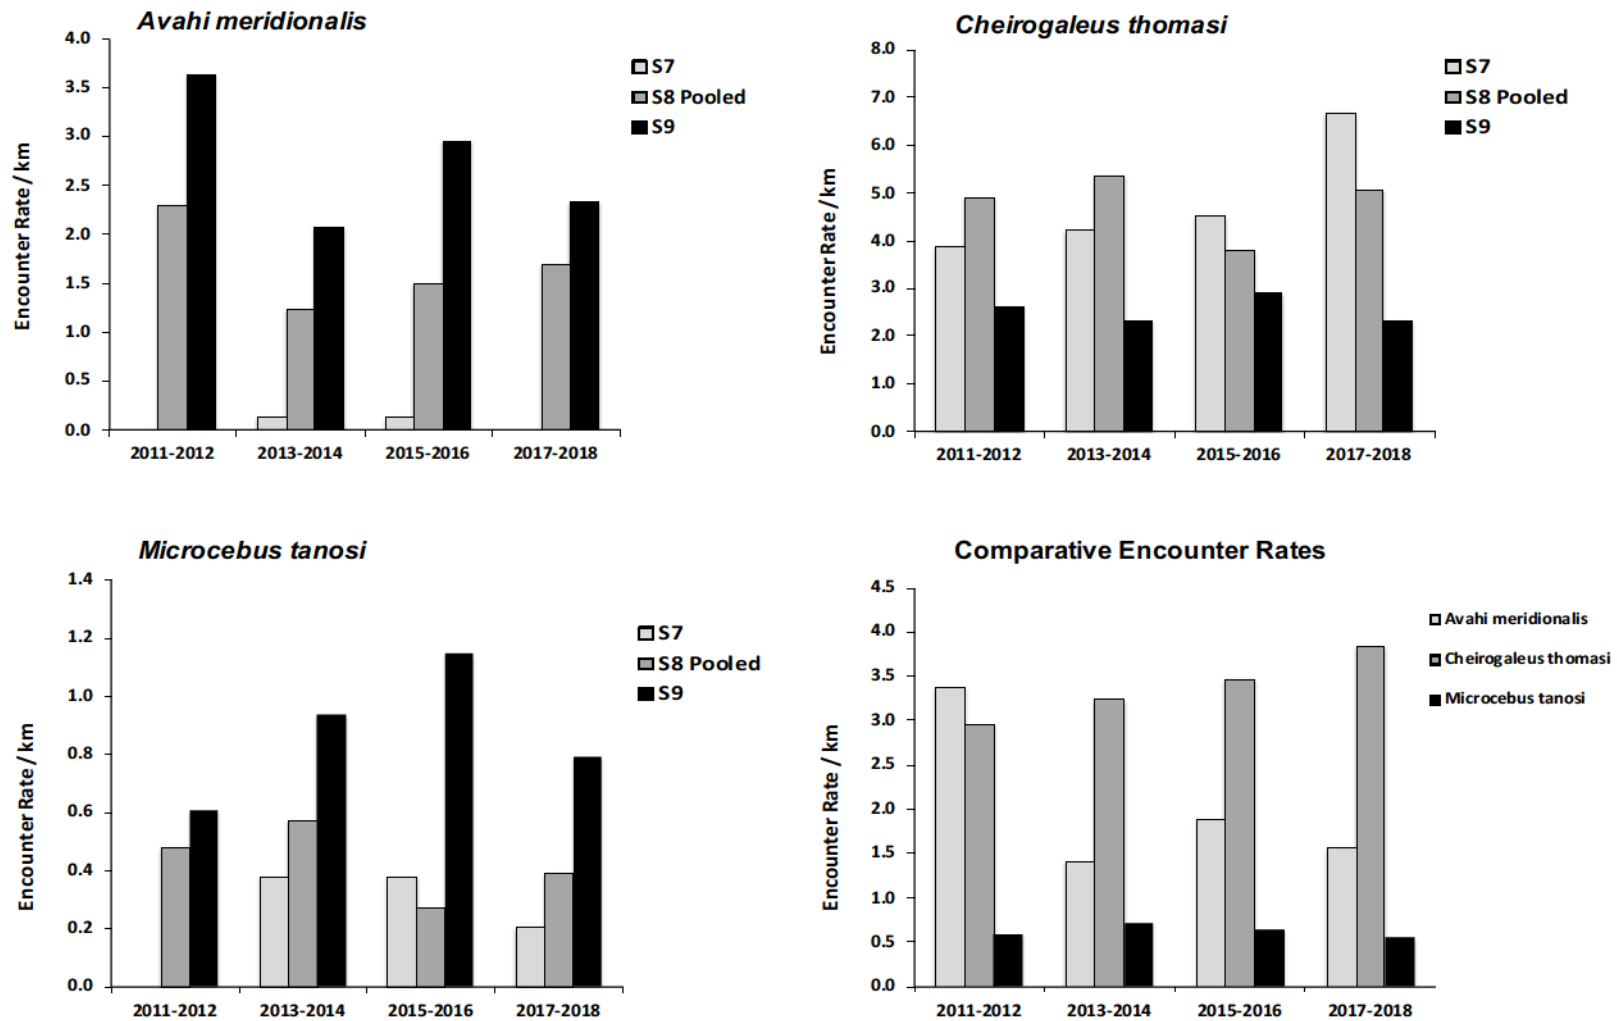 Avahi meridionalis
4.0
3.5
3.0
2.5
2.0
1.5
1.0
0.5
0.0
Encounter Rate / km
2011-2012 2013-2014 2015-2016 2017-2018
S7
S8 Pooled
S9
Cheirogaleus thomasi
8.0
7.0
6.0
5.0
4.0
3.0
2.0
1.0
0.0
Encounter Rate / km
2011-2012 2013-2014 2015-2016 2017-2018
S7
S8 Pooled
S9
Microcebus tanosi
1.4
1.2
1.0
0.8
0.6
0.4
0.2
0.0
Encounter Rate / km
2011-2012 2013-2014 2015-2016 2017-2018
S7
S8 Pooled
S9
Comparative Encounter Rates
4.5
4.0
3.5
3.0
2.5
2.0
1.5
1.0
0.5
0.0
Encounter Rate / km
2011-2012 2013-2014 2015-2016 2017-2018
Avahi meridionalis
Cheirogaleus thomasi
Microcebus tanosi